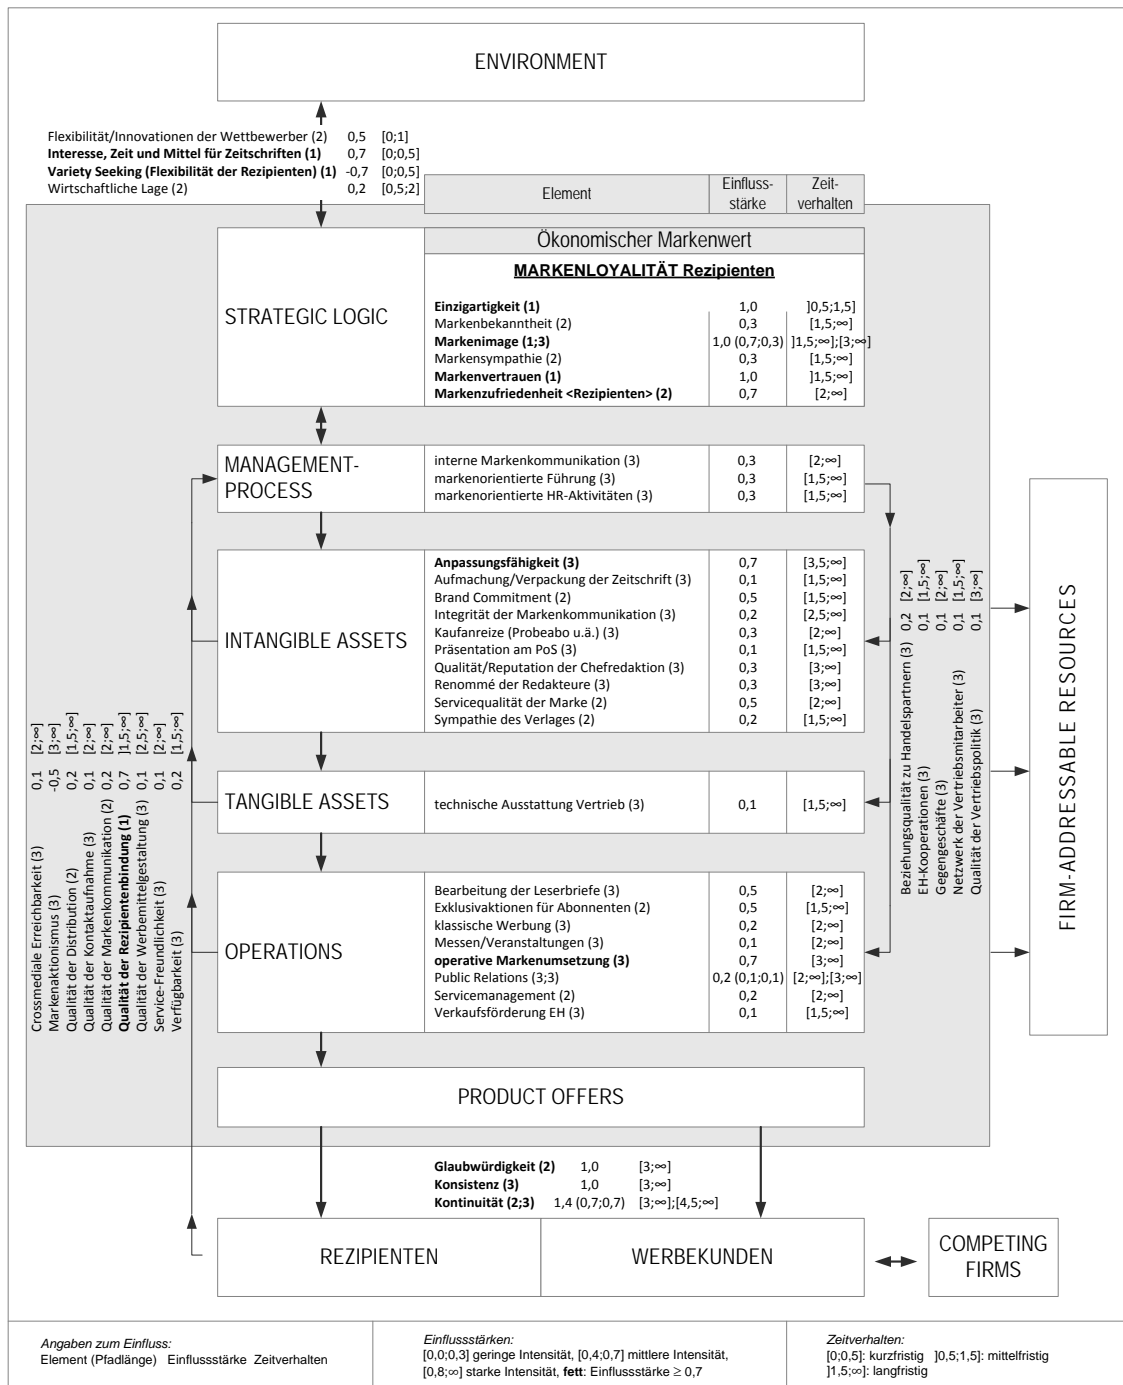 ENVIRONMENT
Flexibilität/Innovationen der Wettbewerber (2) 0,5 [0;1]
Interesse, Zeit und Mittel für Zeitschriften (1) 0,7 [0;0,5]
Variety Seeking (Flexibilität der Rezipienten) (1) -0,7 [0;0,5]
Wirtschaftliche Lage (2) 0,2 [0,5;2]
Element Einfluss- Zeit-
stärke verhalten
Ökonomischer Markenwert
MARKENLOYALITÄT Rezipienten
STRATEGIC LOGIC
Einzigartigkeit (1) 1,0 ]0,5;1,5]
Markenbekanntheit (2) 0,3 [1,5;∞]
Markenimage (1;3) 1,0 (0,7;0,3) ]1,5;∞];[3;∞]
Markensympathie (2) 0,3 [1,5;∞]
Markenvertrauen (1) 1,0 ]1,5;∞]
Markenzufriedenheit <Rezipienten> (2) 0,7 [2;∞]
MANAGEMENT-
PROCESS
interne Markenkommunikation (3) 0,3 [2;∞]
markenorientierte Führung (3) 0,3 [1,5;∞]
markenorientierte HR-Aktivitäten (3) 0,3 [1,5;∞]
INTANGIBLE ASSETS
Anpassungsfähigkeit (3) 0,7 [3,5;∞]
Aufmachung/Verpackung der Zeitschrift (3) 0,1 [1,5;∞]
Brand Commitment (2) 0,5 [1,5;∞]
Integrität der Markenkommunikation (3) 0,2 [2,5;∞]
Kaufanreize (Probeabo u.ä.) (3) 0,3 [2;∞]
Präsentation am PoS (3) 0,1 [1,5;∞]
Qualität/Reputation der Chefredaktion (3) 0,3 [3;∞]
Renommé der Redakteure (3) 0,3 [3;∞]
Servicequalität der Marke (2) 0,5 [2;∞]
Sympathie des Verlages (2) 0,2 [1,5;∞]
TANGIBLE ASSETS
technische Ausstattung Vertrieb (3) 0,1 [1,5;∞]
OPERATIONS
Bearbeitung der Leserbriefe (3) 0,5 [2;∞]
Exklusivaktionen für Abonnenten (2) 0,5 [1,5;∞]
klassische Werbung (3) 0,2 [2;∞]
Messen/Veranstaltungen (3) 0,1 [2;∞]
operative Markenumsetzung (3) 0,7 [3;∞]
Public Relations (3;3) 0,2 (0,1;0,1) [2;∞];[3;∞]
Servicemanagement (2) 0,2 [2;∞]
Verkaufsförderung EH (3) 0,1 [1,5;∞]
Crossmediale Erreichbarkeit (3) 0,1 [2;∞]
Markenaktionismus (3) -0,5 [3;∞]
Qualität der Distribution (2) 0,2 [1,5;∞]
Qualität der Kontaktaufnahme (3) 0,1 [2;∞]
Qualität der Markenkommunikation (2) 0,2 [2;∞]
Qualität der Rezipientenbindung (1) 0,7 ]1,5;∞]
Qualität der Werbemittelgestaltung (3) 0,1 [2,5;∞]
Service-Freundlichkeit (3) 0,1 [2;∞]
Verfügbarkeit (3) 0,2 [1,5;∞]
Beziehungsqualität zu Handelspartnern (3) 0,2 [2;∞]
EH-Kooperationen (3) 0,1 [1,5;∞]
Gegengeschäfte (3) 0,1 [2;∞]
Netzwerk der Vertriebsmitarbeiter (3) 0,1 [1,5;∞]
Qualität der Vertriebspolitik (3) 0,1 [3;∞]
FIRM-ADDRESSABLE RESOURCES
PRODUCT OFFERS
Glaubwürdigkeit (2) 1,0 [3;∞]
Konsistenz (3) 1,0 [3;∞]
Kontinuität (2;3) 1,4 (0,7;0,7) [3;∞];[4,5;∞]
REZIPIENTEN
WERBEKUNDEN
COMPETING
FIRMS
Angaben zum Einfluss:
Element (Pfadlänge) Einflussstärke Zeitverhalten
Einflussstärken:
[0,0;0,3] geringe Intensität, [0,4;0,7] mittlere Intensität,
[0,8;∞] starke Intensität, fett: Einflussstärke ≥ 0,7
Zeitverhalten:
[0;0,5]: kurzfristig ]0,5;1,5]: mittelfristig
]1,5;∞]: langfristig